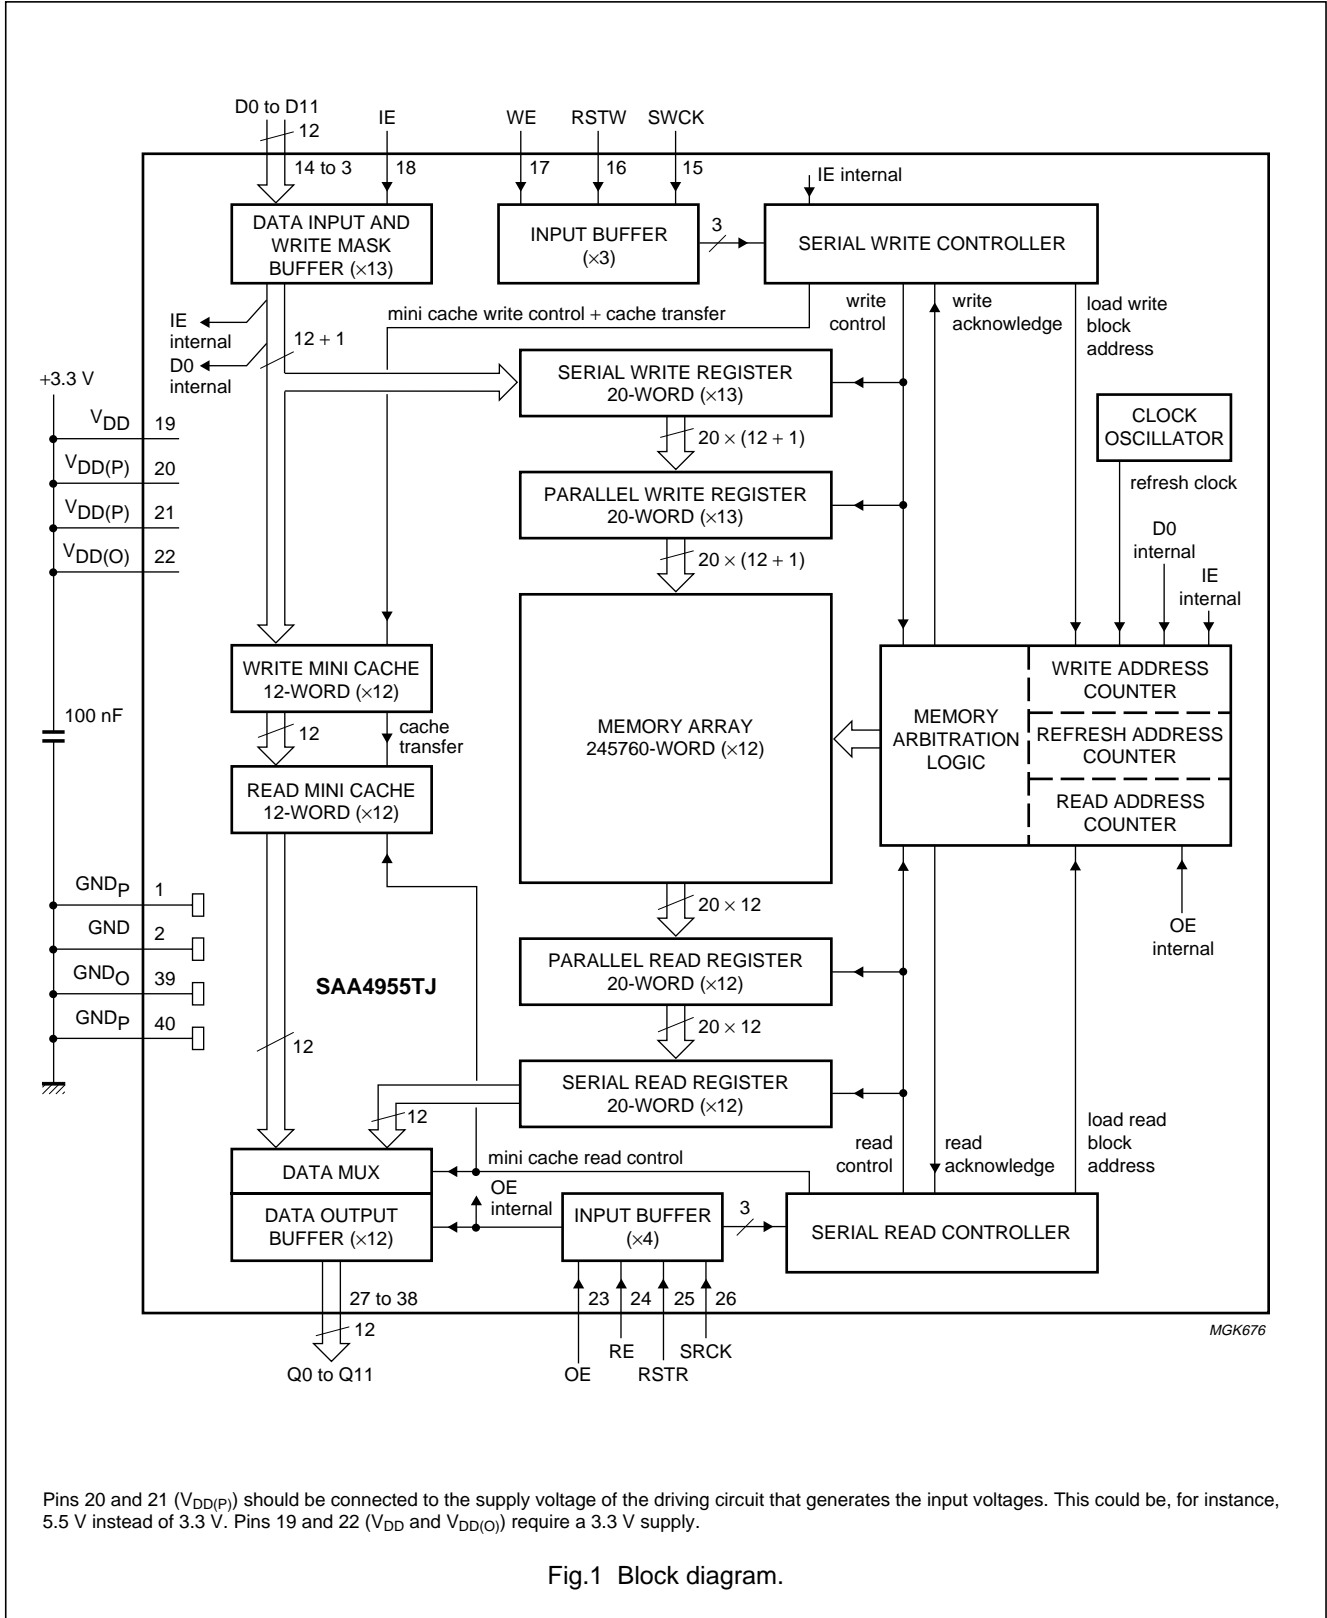 D0 to D11
12
IE
WE
RSTW
SWCK
14 to 3
18
17
16
15
IE internal
DATA INPUT AND
WRITE MASK
BUFFER (×13)
INPUT BUFFER
(×3)
3
SERIAL WRITE CONTROLLER
IE
internal
D0
internal
12 + 1
mini cache write control + cache transfer
write
control
write
acknowledge
load write
block
address
+3.3 V
SERIAL WRITE REGISTER
20-WORD (×13)
CLOCK
OSCILLATOR
VDD
19
20 × (12 + 1)
VDD(P)
20
refresh clock
PARALLEL WRITE REGISTER
20-WORD (×13)
VDD(P)
21
D0
internal
VDD(O)
22
20 × (12 + 1)
IE
internal
WRITE MINI CACHE
12-WORD (×12)
12
cache
transfer
100 nF
READ MINI CACHE
12-WORD (×12)
MEMORY ARRAY
245760-WORD (×12)
MEMORY
ARBITRATION
LOGIC
WRITE ADDRESS
COUNTER
REFRESH ADDRESS
COUNTER
READ ADDRESS
COUNTER
GNDP
1
GND
2
GNDO
39
GNDP
40
20 × 12
OE
internal
PARALLEL READ REGISTER
20-WORD (×12)
SAA4955TJ
20 × 12
12
SERIAL READ REGISTER
20-WORD (×12)
12
read
control
read
acknowledge
load read
block
address
DATA MUX
mini cache read control
OE
internal
DATA OUTPUT
BUFFER (×12)
INPUT BUFFER
(×4)
3
SERIAL READ CONTROLLER
27 to 38
23
24
25
26
12
Q0 to Q11
OE
RE
RSTR
SRCK
MGK676
Pins 20 and 21 (VDD(P)) should be connected to the supply voltage of the driving circuit that generates the input voltages. This could be, for instance,
5.5 V instead of 3.3 V. Pins 19 and 22 (VDD and VDD(O)) require a 3.3 V supply.
Fig.1 Block diagram.